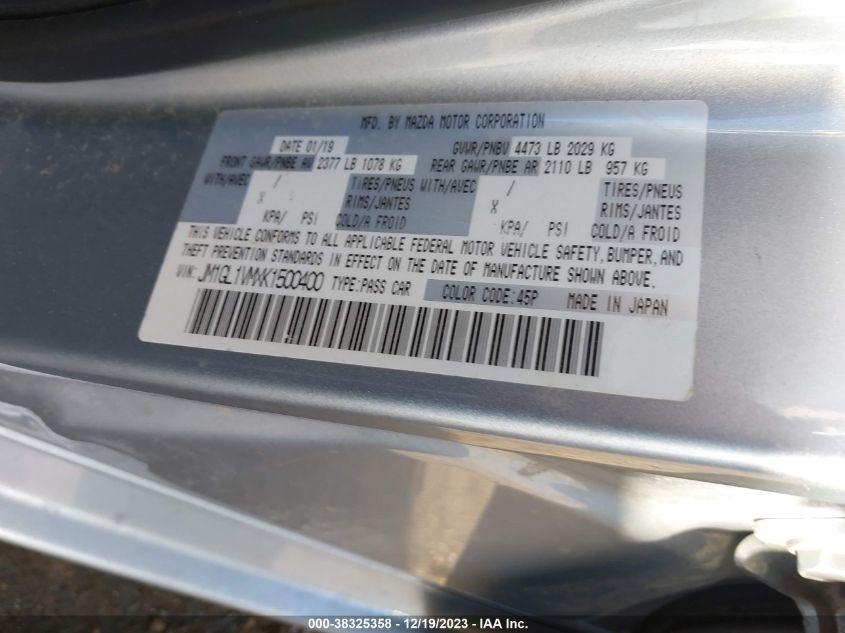 MFD. BY MAZDA MOTOR CORPORATION
DATE 01/19 GVWR/PNBV 4473 LB 2029 KG
FRONT GAWR/PNBE AV 2377 LB 1078 KG REAR GAWR/PNBE AR 2110 LB 957 KG
WITH/AVEC / TIRES/PNEUS WITH/AVEC / TIRES/PNEUS
X RIMS/JANTES X RIMS/JANTES
KPA/ PSI COLD/A FROID KPA/ PSI COLD/A FROID
THIS VEHICLE CONFORMS TO ALL APPLICABLE FEDERAL MOTOR VEHICLE SAFETY, BUMPER, AND
THEFT PREVENTION STANDARDS IN EFFECT ON THE DATE OF MANUFACTURE SHOWN ABOVE.
VIN: JM1GL1VMXK1500400 TYPE:PASS CAR COLOR CODE:45P MADE IN JAPAN
000-38325358 - 12/19/2023 - IAA Inc.